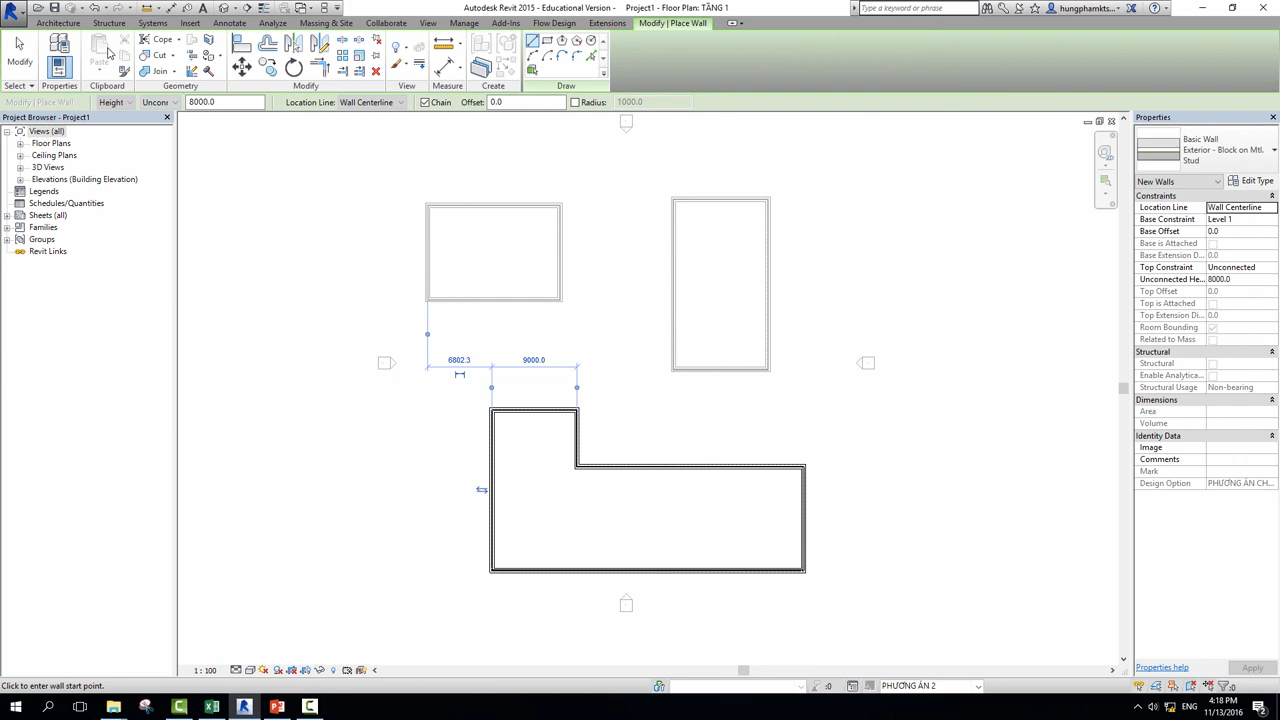 Autodesk Revit 2015 - Educational Version - Project1 - Floor Plan: TẦNG 1
Type a keyword or phrase
hungphamkts...
Architecture Structure Systems Insert Annotate Analyze Massing & Site Collaborate View Manage Add-Ins Flow Design Extensions Modify | Place Wall
Modify
Paste
Cope
Cut
Join
Select Properties Clipboard Geometry Modify View Measure Create Draw
Modify | Place Wall Height Uncon 8000.0 Location Line: Wall Centerline Chain Offset: 0.0 Radius: 1000.0
Project Browser - Project1
Views (all)
Floor Plans
Ceiling Plans
3D Views
Elevations (Building Elevation)
Legends
Schedules/Quantities
Sheets (all)
Families
Groups
Revit Links
6802.3 9000.0
Properties
Basic Wall
Exterior - Block on Mtl. Stud
New Walls Edit Type
Constraints
Location Line Wall Centerline
Base Constraint Level 1
Base Offset 0.0
Base is Attached
Base Extension D... 0.0
Top Constraint Unconnected
Unconnected He... 8000.0
Top Offset 0.0
Top is Attached
Top Extension Di... 0.0
Room Bounding
Related to Mass
Structural
Structural
Enable Analytica...
Structural Usage Non-bearing
Dimensions
Area
Volume
Identity Data
Image
Comments
Mark
Design Option PHƯƠNG ÁN CH...
Properties help Apply
1 : 100
Click to enter wall start point.
:0
PHƯƠNG ÁN 2
:0
ENG
4:18 PM
11/13/2016